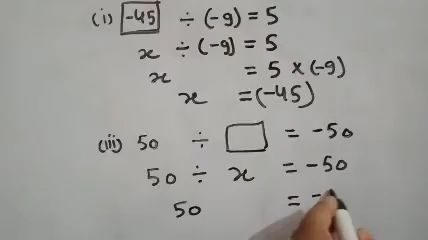 (i) -45 ÷ (-9) = 5
x ÷ (-9) = 5
x = 5 × (-9)
x = (-45)
(iii) 50 ÷ □ = -50
50 ÷ x = -50
50 = -